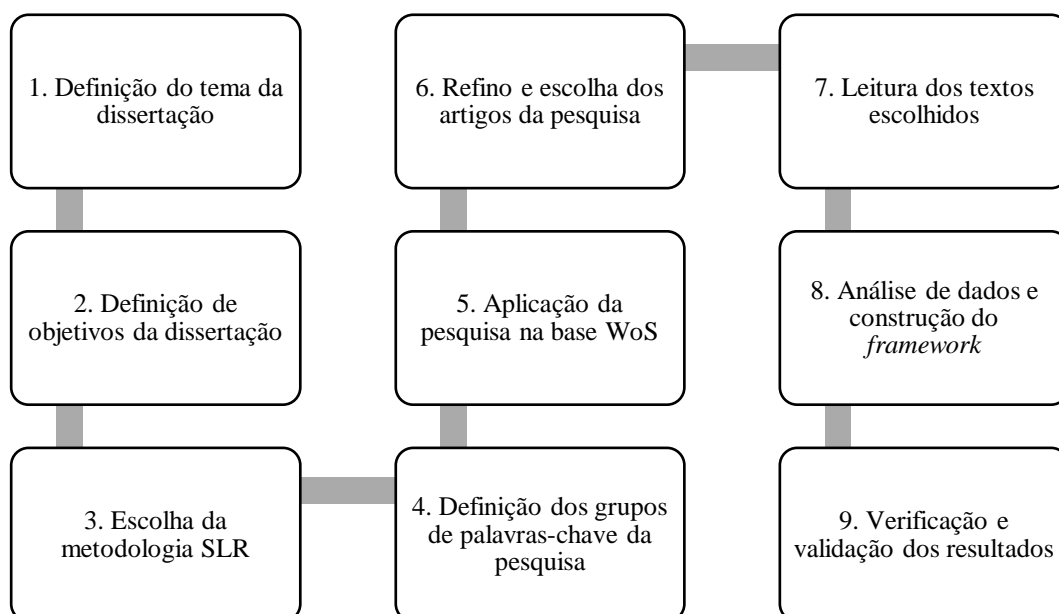 1. Definição do tema da
dissertação
2. Definição de
objetivos da dissertação
3. Escolha da
metodologia SLR
4. Definição dos grupos
de palavras-chave da
pesquisa
5. Aplicação da
pesquisa na base WoS
6. Refino e escolha dos
artigos da pesquisa
7. Leitura dos textos
escolhidos
8. Análise de dados e
construção do
framework
9. Verificação e
validação dos resultados